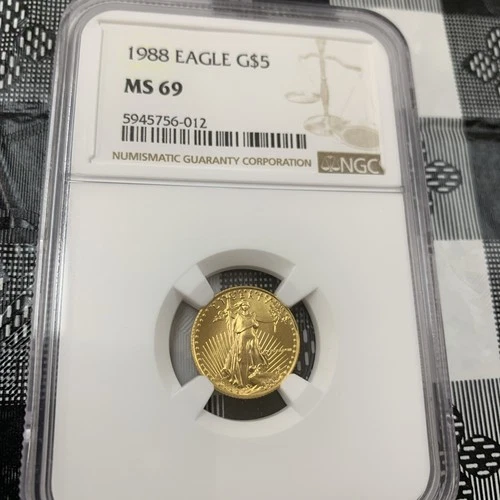 1988 EAGLE G$5
MS 69
5945756-012
NUMISMATIC GUARANTY CORPORATION NGC
LIBERTY